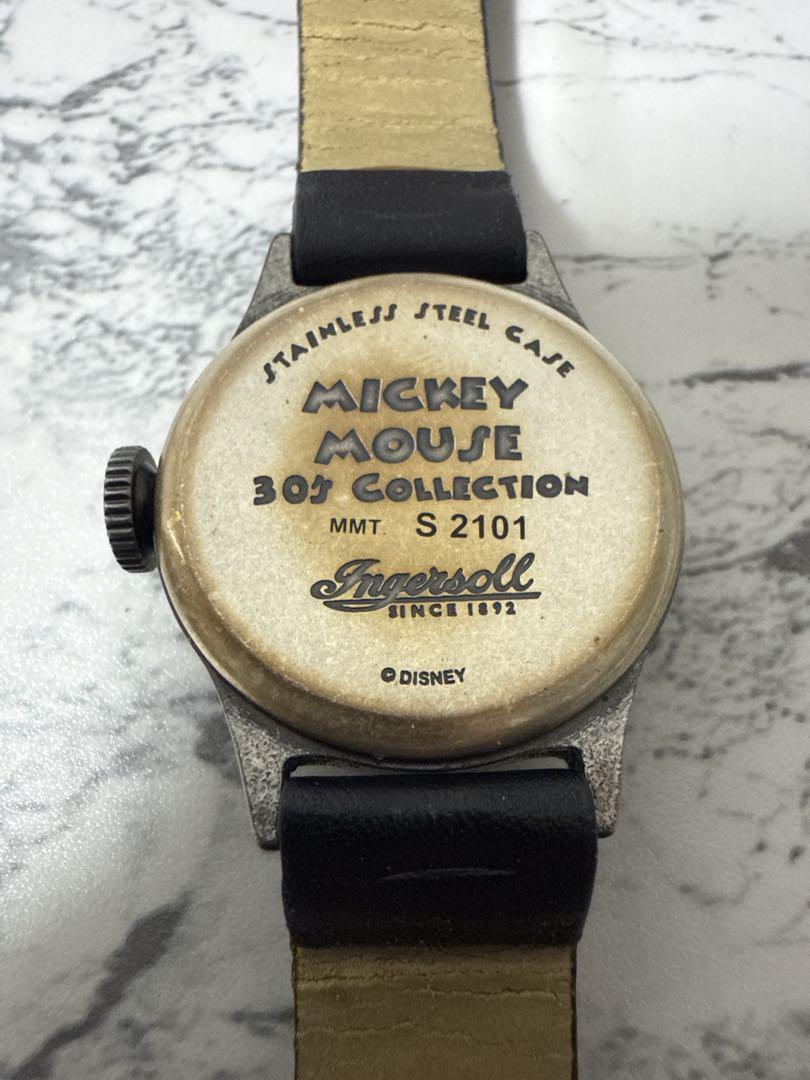 STAINLESS STEEL CASE
MICKEY
MOUSE
30's COLLECTION
MMT. S 2101
Ingersoll
SINCE 1892
© DISNEY